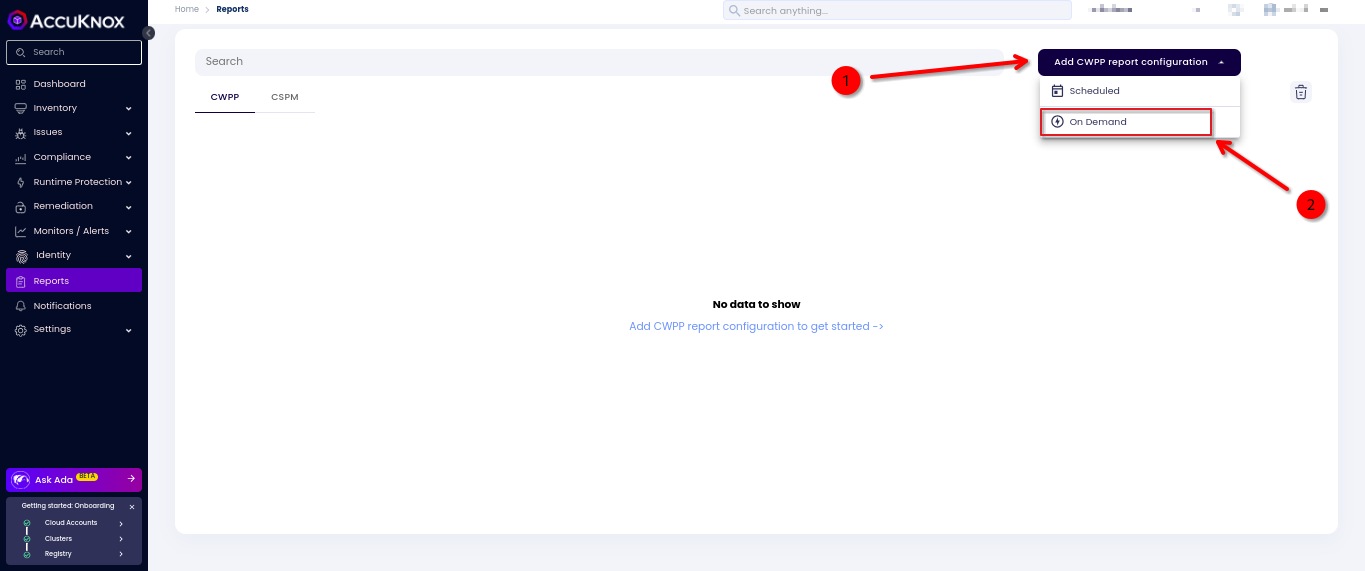 Home > Reports
Search anything...
ACCUKNOX
Search
Dashboard
Inventory
Issues
Compliance
Runtime Protection
Remediation
Monitors / Alerts
Identity
Reports
Notifications
Settings
Ask Ada BETA
Getting started: Onboarding
Cloud Accounts
Clusters
Registry
Search
1
Add CWPP report configuration
Scheduled
On Demand
2
CWPP CSPM
No data to show
Add CWPP report configuration to get started ->